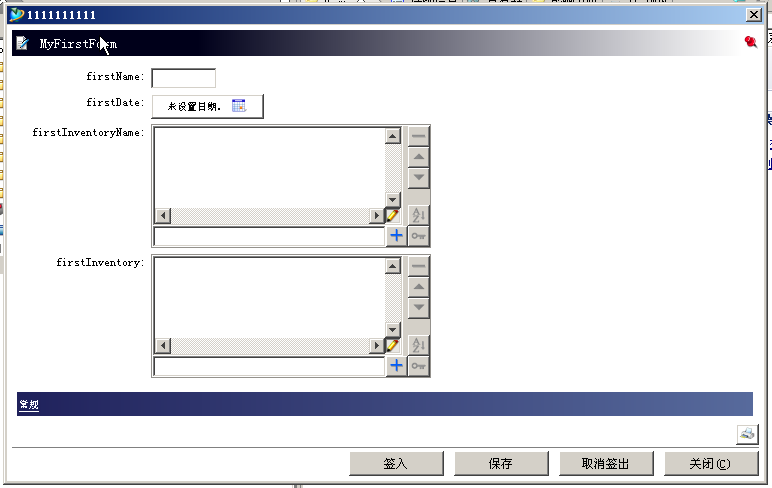 1111111111
MyFirstForm
firstName:
firstDate:
未设置日期.
firstInventoryName:
firstInventory:
常规
签入
保存
取消签出
关闭(C)